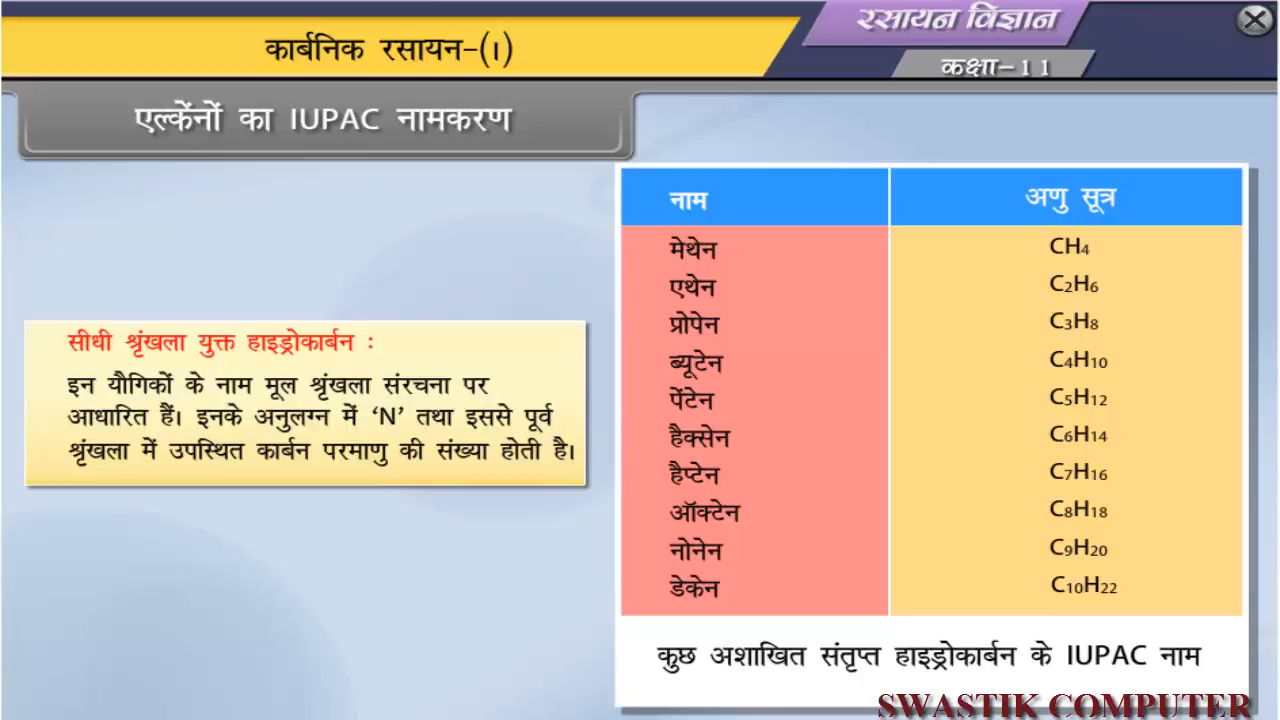 रसायन विज्ञान
कार्बनिक रसायन-(I)
कक्षा-11
एल्केंनों का IUPAC नामकरण
नाम अणु सूत्र
मेथेन CH₄
एथेन C₂H₆
प्रोपेन C₃H₈
ब्यूटेन C₄H₁₀
पेंटेन C₅H₁₂
हैक्सेन C₆H₁₄
हैप्टेन C₇H₁₆
ऑक्टेन C₈H₁₈
नोनेन C₉H₂₀
डेकेन C₁₀H₂₂
सीधी श्रृंखला युक्त हाइड्रोकार्बन :
इन यौगिकों के नाम मूल श्रृंखला संरचना पर
आधारित हैं। इनके अनुलग्न में ‘N’ तथा इससे पूर्व
श्रृंखला में उपस्थित कार्बन परमाणु की संख्या होती है।
कुछ अशाखित संतृप्त हाइड्रोकार्बन के IUPAC नाम
SWASTIK COMPUTER